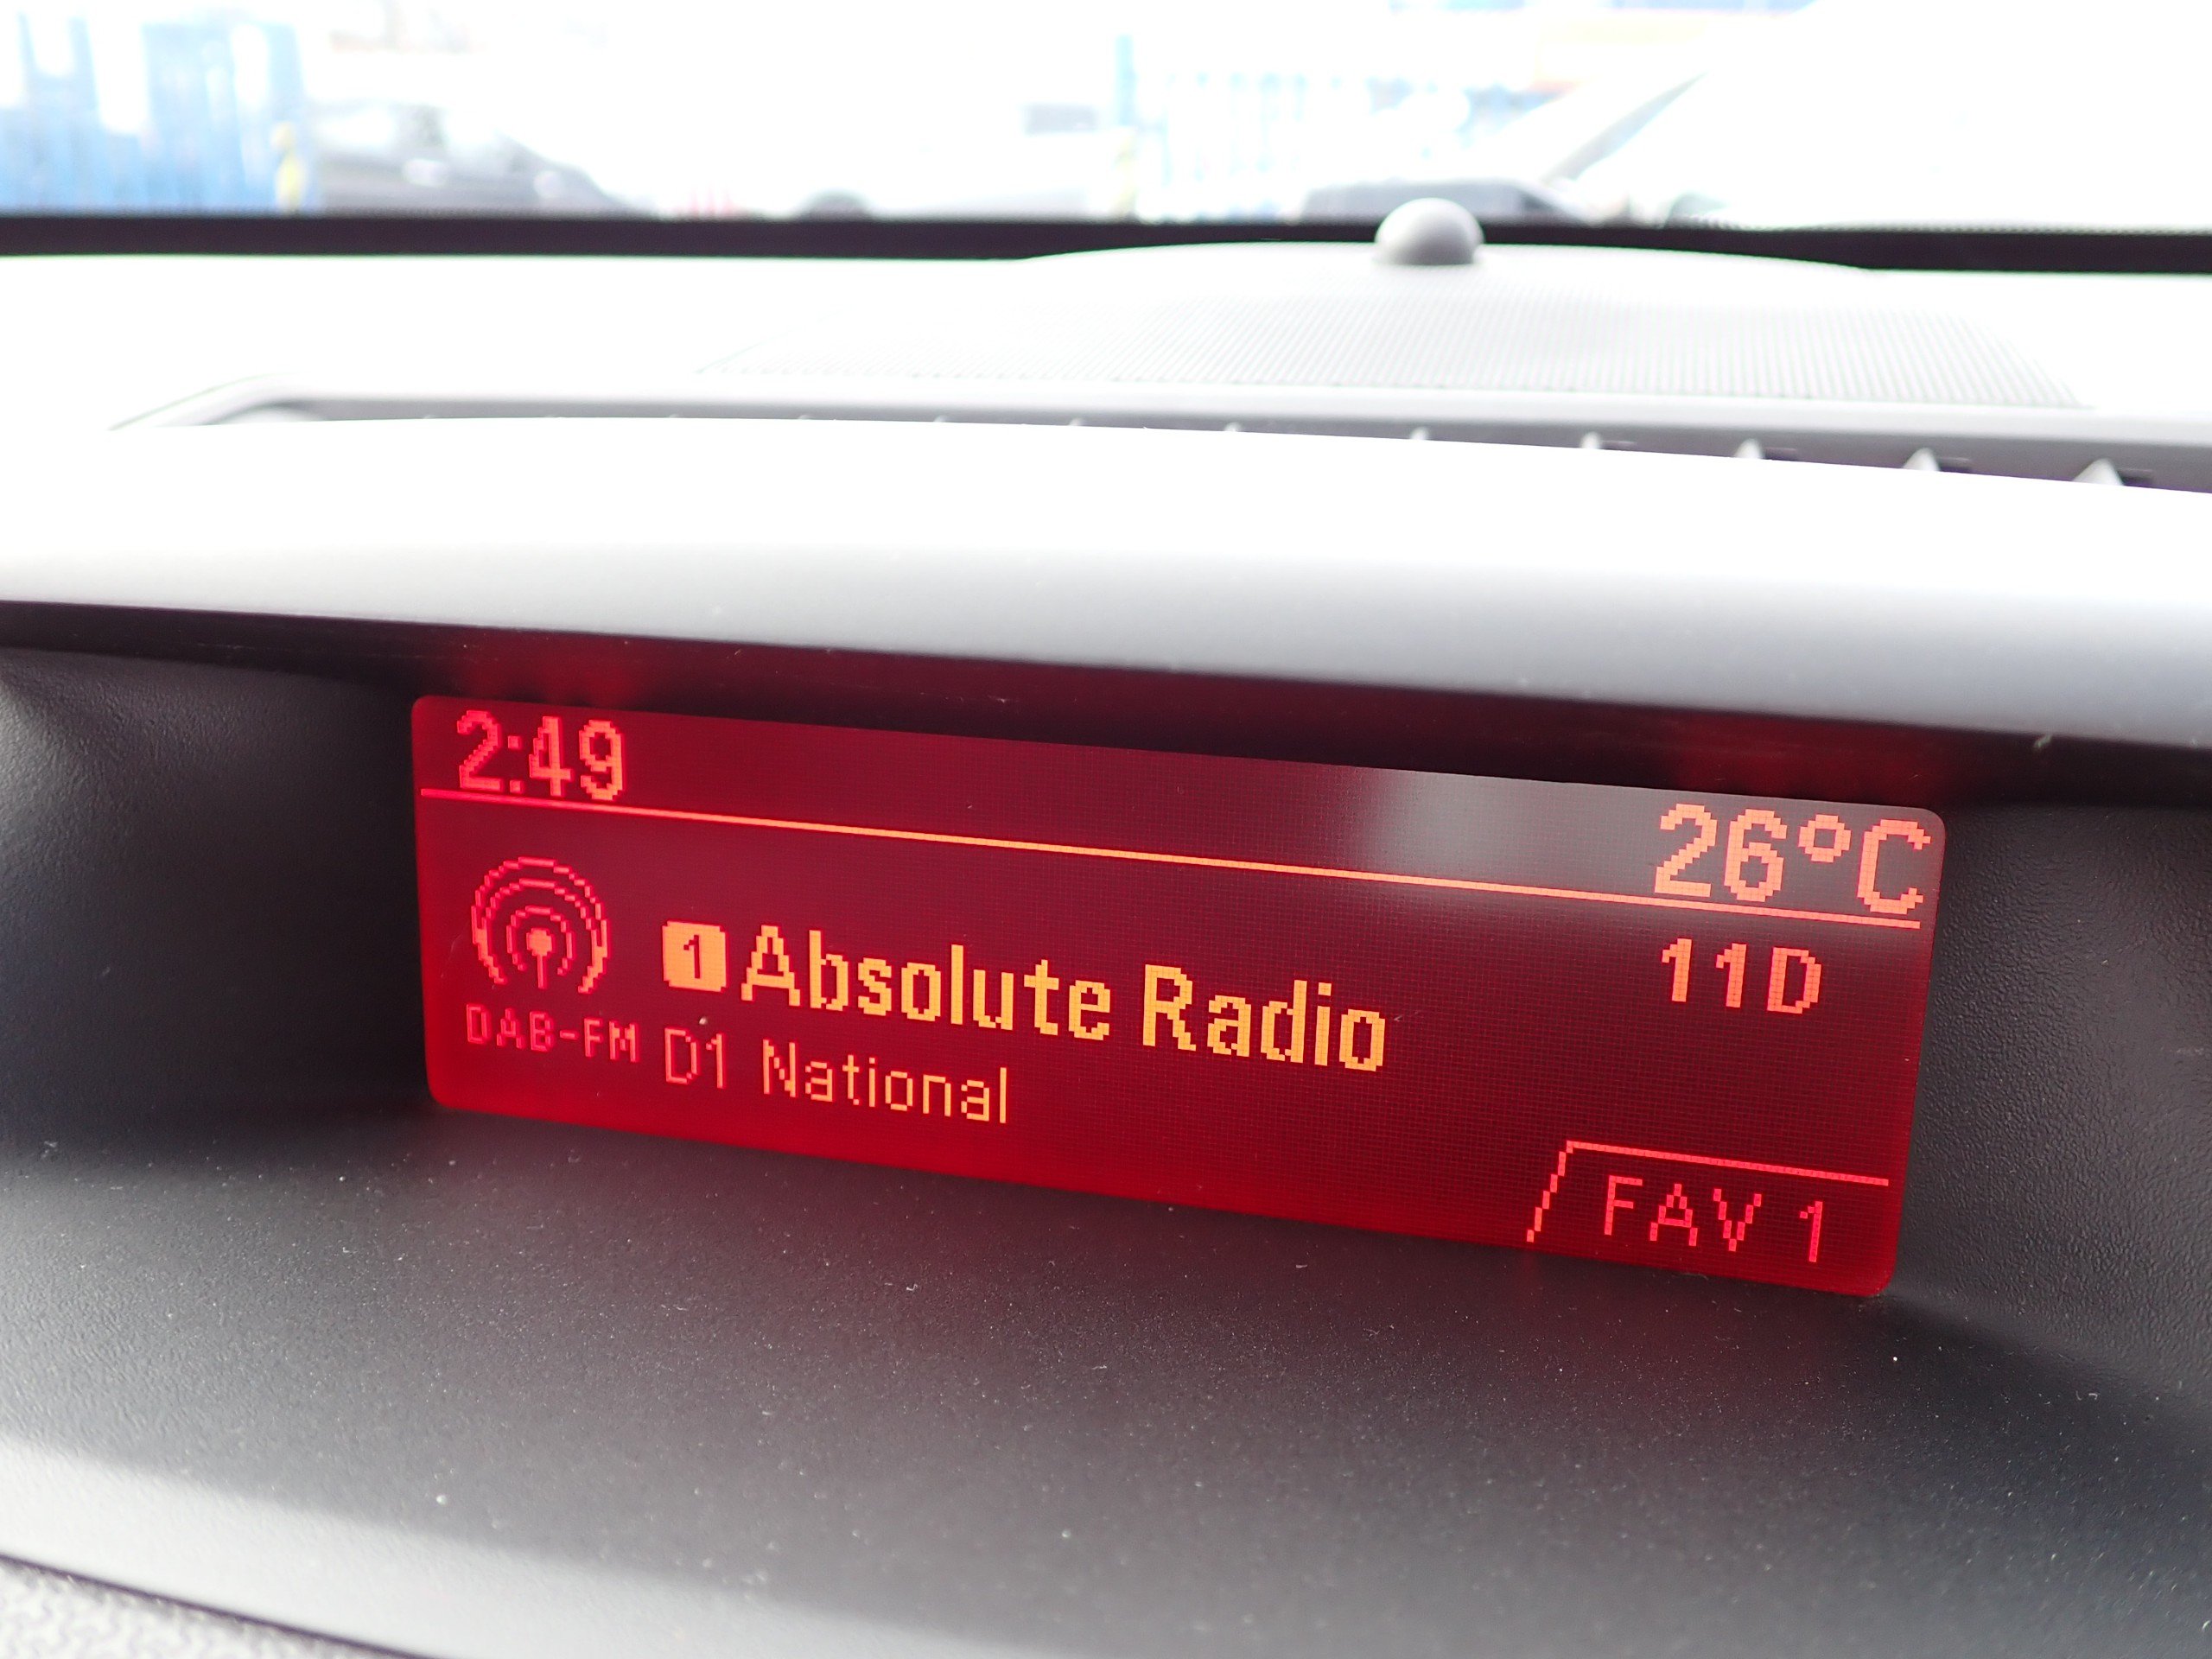 2:49
26°C
1 Absolute Radio
11D
DAB-FM D1 National
FAV 1